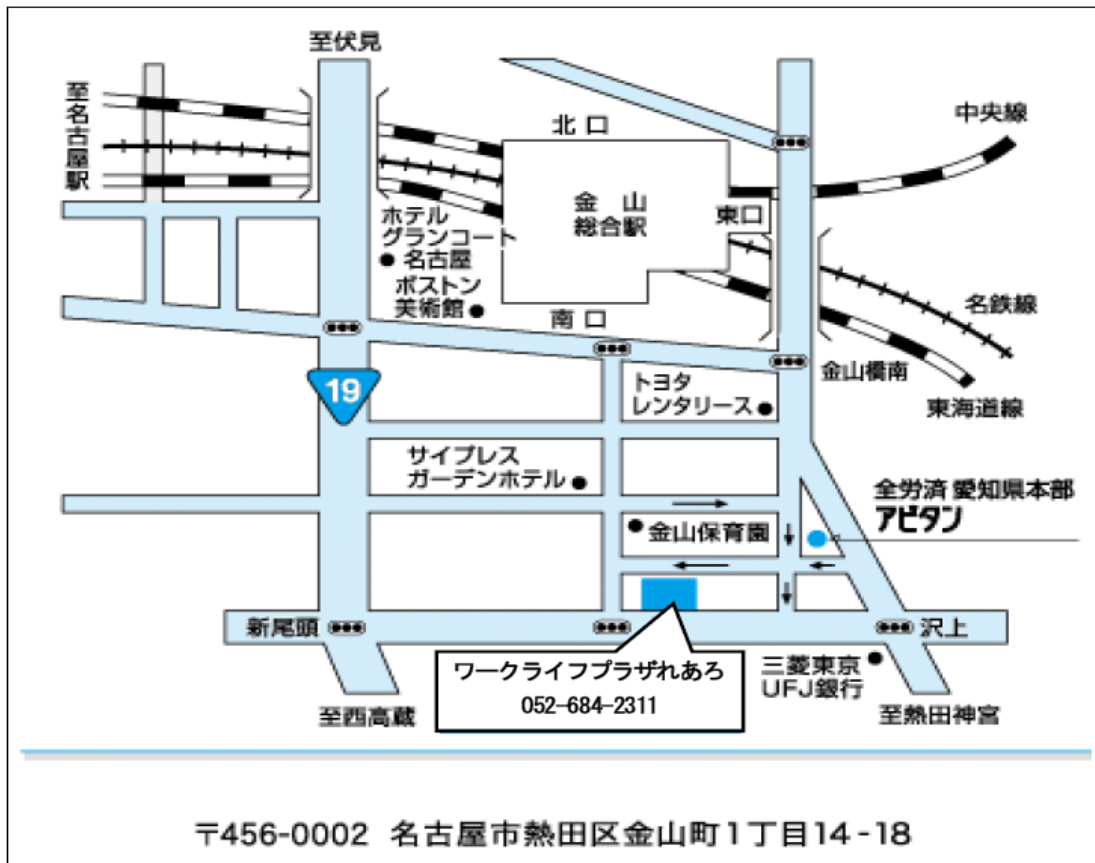 至伏見
至名古屋駅
北口
中央線
金山
総合駅
東口
ホテル
グランコート
名古屋
ボストン
美術館
南口
名鉄線
金山橋南
東海道線
19
トヨタ
レンタリース
サイプレス
ガーデンホテル
全労済 愛知県本部
アビタン
金山保育園
新尾頭
沢上
ワークライフプラザれあろ
052-684-2311
三菱東京
UFJ銀行
至西高蔵
至熱田神宮
〒456-0002 名古屋市熱田区金山町1丁目14-18